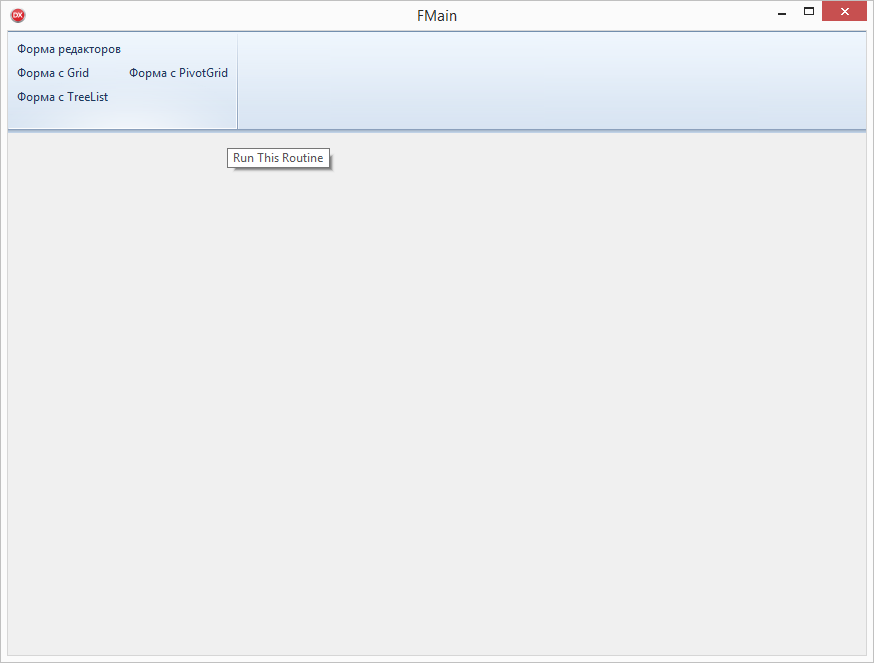 DX
FMain
Форма редакторов
Форма с Grid
Форма с PivotGrid
Форма с TreeList
Run This Routine